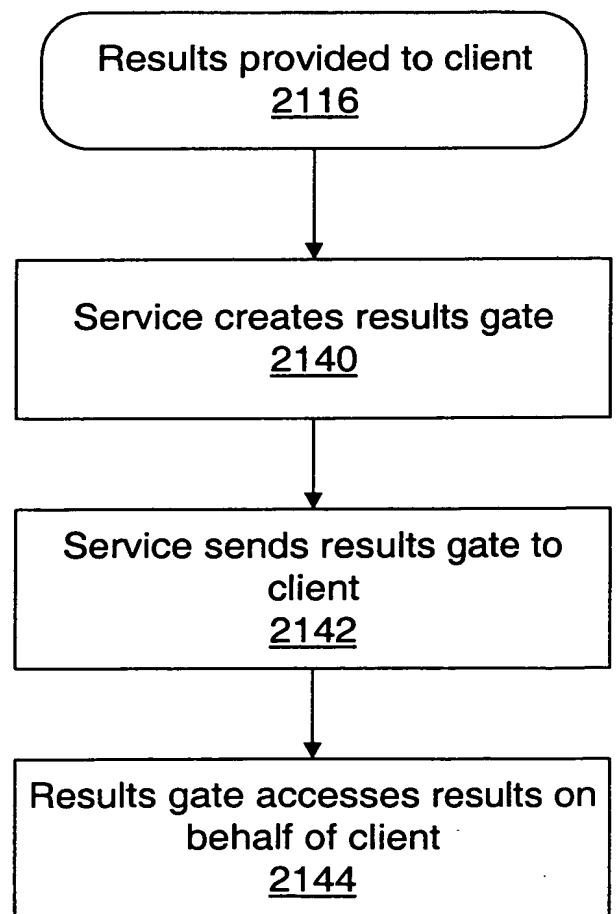 Results provided to client
2116
Service creates results gate
2140
Service sends results gate to
client
2142
Results gate accesses results on
behalf of client
2144